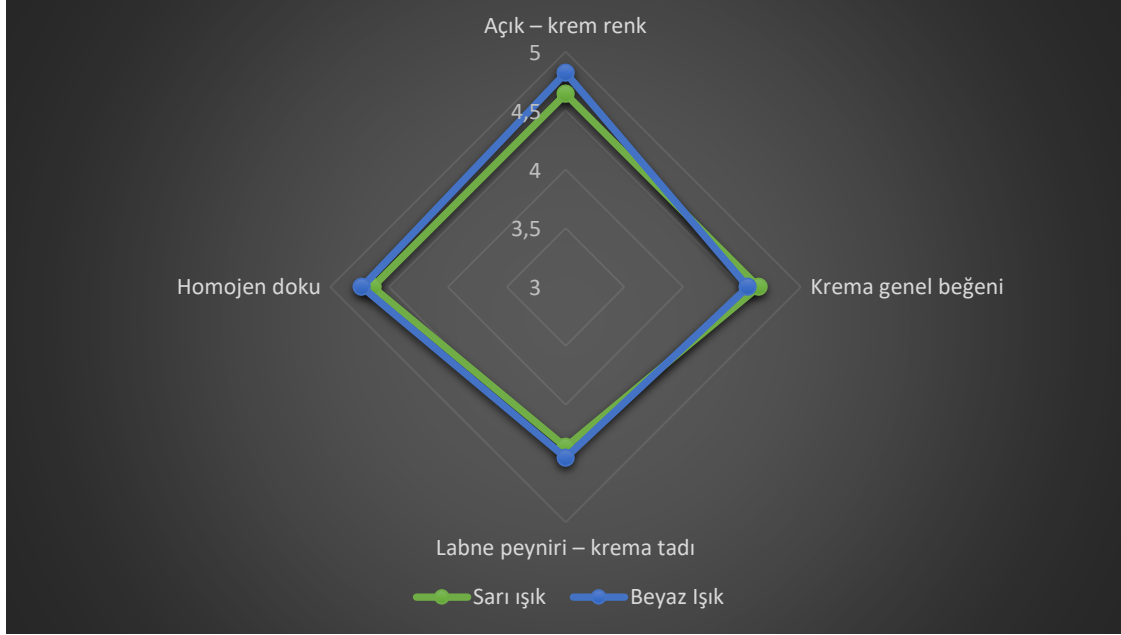 Açık – krem renk
5
4,5
4
3,5
3
Homojen doku
Krema genel beğeni
Labne peyniri – krema tadı
Sarı ışık
Beyaz Işık